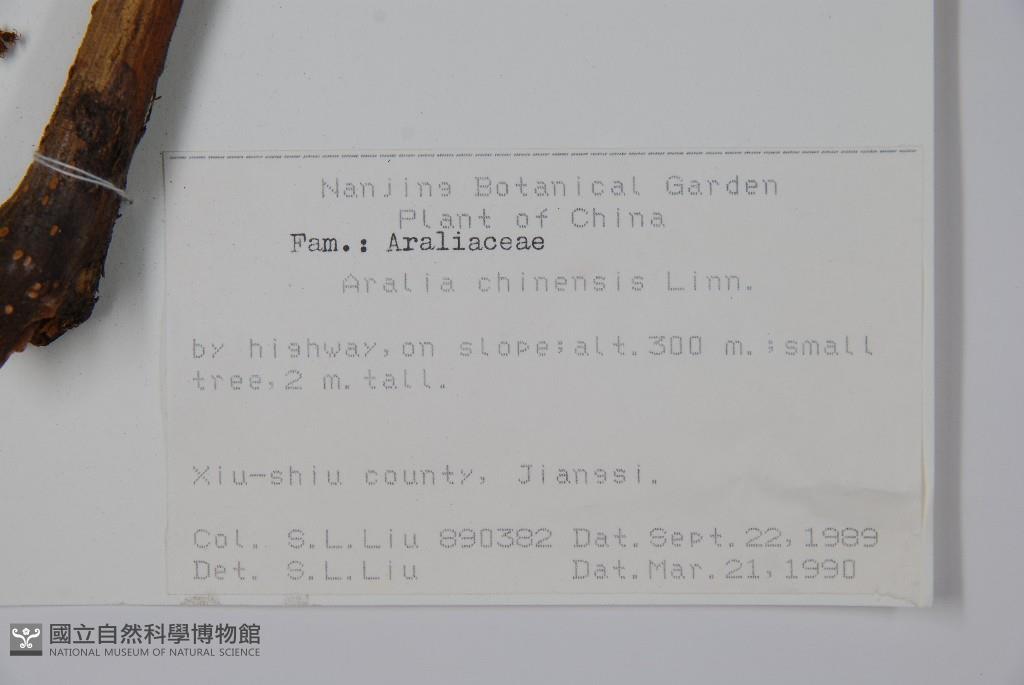 Nanjing Botanical Garden
Plant of China
Fam.: Araliaceae
Aralia chinensis Linn.
by highway, on slope; alt. 300 m. ; small
tree, 2 m. tall.
Xiu-shiu county, Jiangsi.
Col. S.L.Liu 890382 Dat. Sept. 22, 1989
Det. S.L.Liu Dat. Mar. 21, 1990
國立自然科學博物館
NATIONAL MUSEUM OF NATURAL SCIENCE